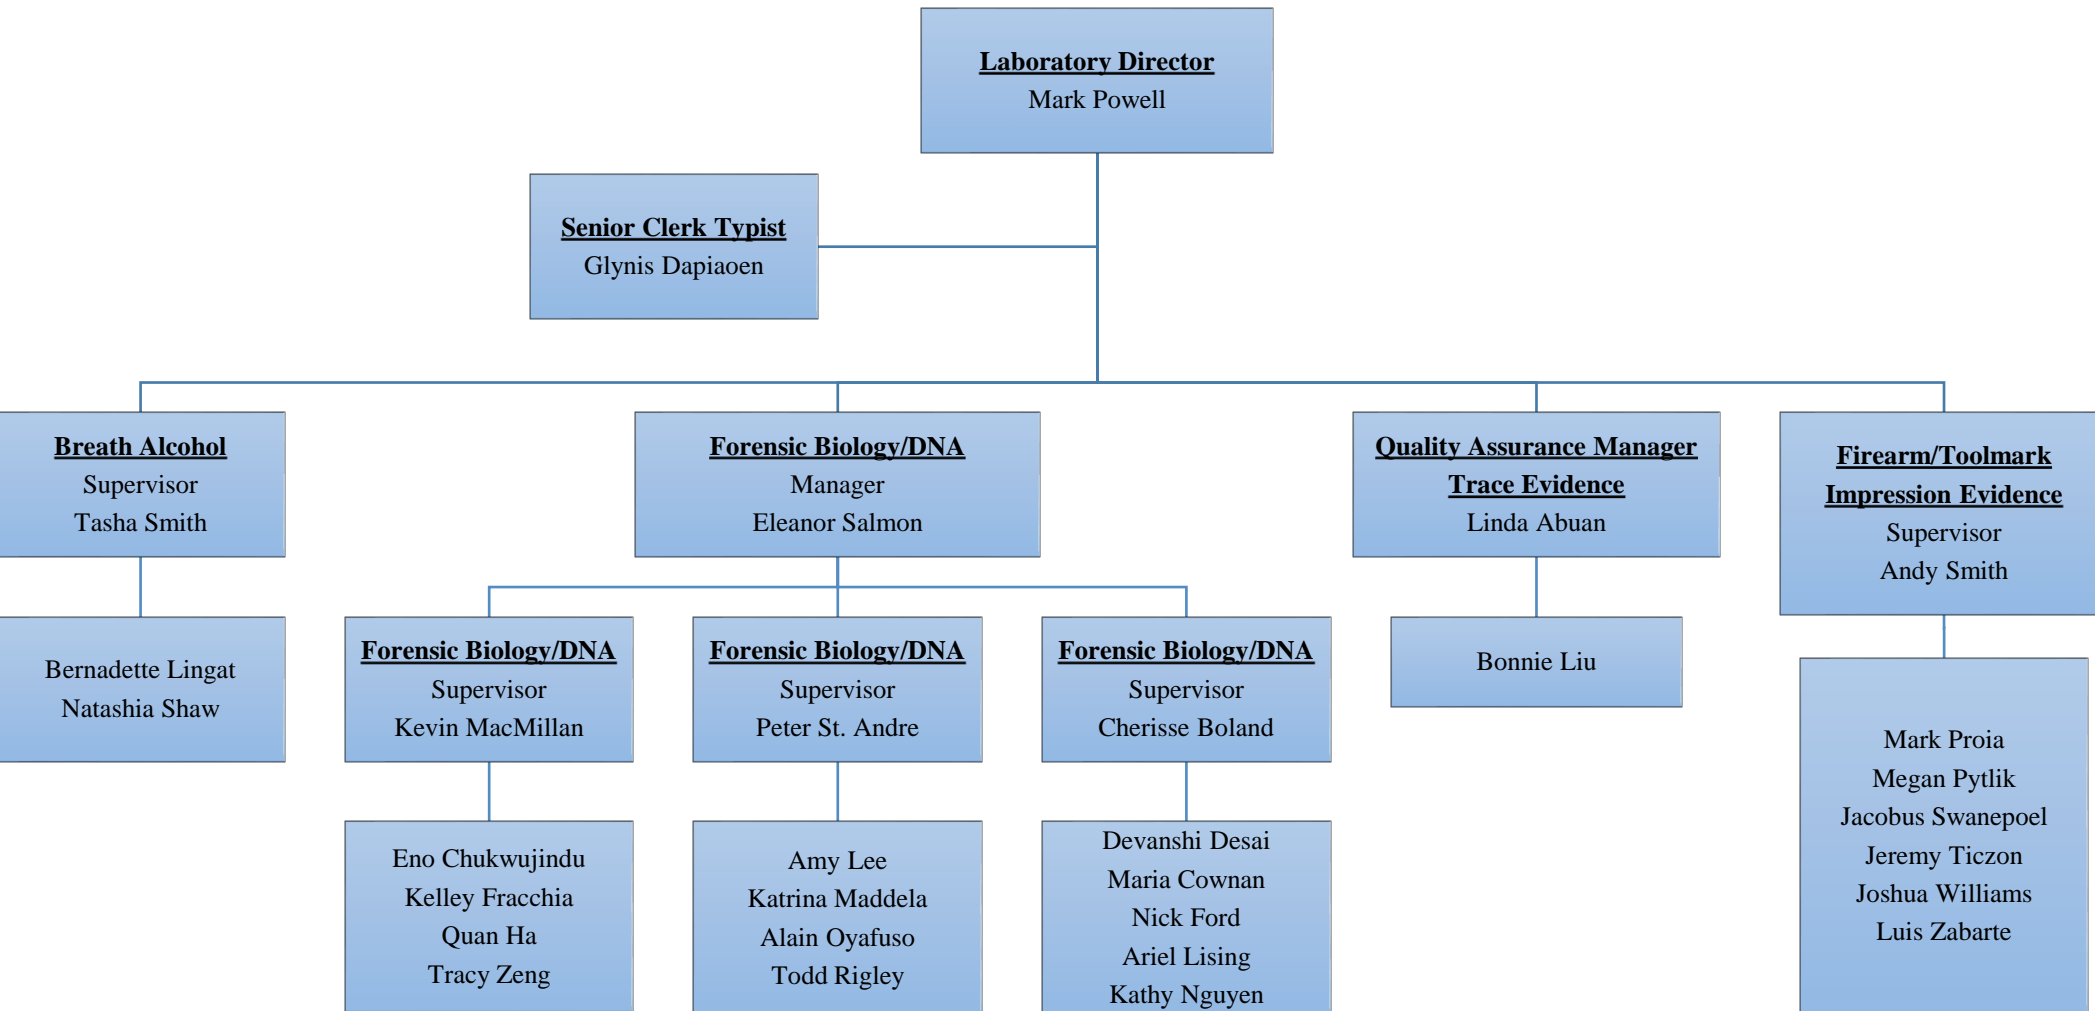 Laboratory Director
Mark Powell
Senior Clerk Typist
Glynis Dapiaoen
Breath Alcohol
Supervisor
Tasha Smith
Forensic Biology/DNA
Manager
Eleanor Salmon
Quality Assurance Manager
Trace Evidence
Linda Abuan
Firearm/Toolmark
Impression Evidence
Supervisor
Andy Smith
Bernadette Lingat
Natashia Shaw
Forensic Biology/DNA
Supervisor
Kevin MacMillan
Forensic Biology/DNA
Supervisor
Peter St. Andre
Forensic Biology/DNA
Supervisor
Cherisse Boland
Bonnie Liu
Mark Proia
Megan Pytlik
Jacobus Swanepoel
Jeremy Ticzon
Joshua Williams
Luis Zabarte
Eno Chukwujindu
Kelley Fracchia
Quan Ha
Tracy Zeng
Amy Lee
Katrina Maddela
Alain Oyafuso
Todd Rigley
Devanshi Desai
Maria Cownan
Nick Ford
Ariel Lising
Kathy Nguyen